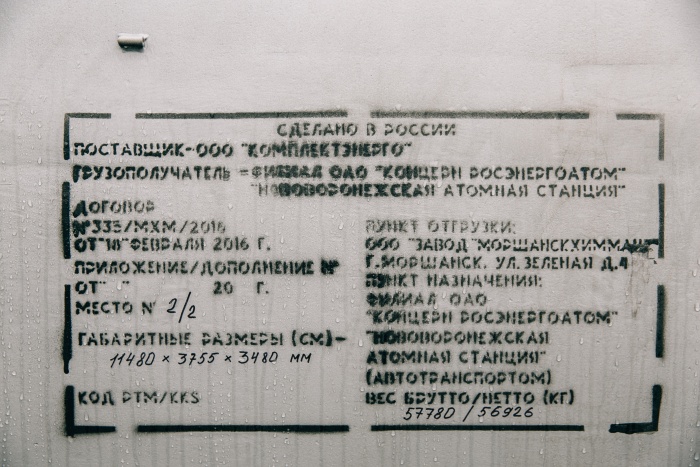 СДЕЛАНО В РОССИИ
ПОСТАВЩИК-ООО "КОМПЛЕКТЭНЕРГО"
ГРУЗОПОЛУЧАТЕЛЬ =ФИЛИАЛ ОАО "КОНЦЕРН РОСЭНЕРГОАТОМ"
"НОВОВОРОНЕЖСКАЯ АТОМНАЯ СТАНЦИЯ"
ДОГОВОР
№335/МХМ/2016
ОТ"18"ФЕВРАЛЯ 2016 Г.
ПРИЛОЖЕНИЕ/ДОПОЛНЕНИЕ №
ОТ" " 20 Г.
МЕСТО № 2/2
ГАБАРИТНЫЕ РАЗМЕРЫ (СМ)-
11480 × 3755 × 3480 мм
КОД РТМ/KKS
ПУНКТ ОТГРУЗКИ:
ООО "ЗАВОД "МОРШАНСКХИММАШ"
Г.МОРШАНСК. УЛ.ЗЕЛЕНАЯ Д.4
ПУНКТ НАЗНАЧЕНИЯ:
ФИЛИАЛ ОАО
"КОНЦЕРН РОСЭНЕРГОАТОМ"
"НОВОВОРОНЕЖСКАЯ
АТОМНАЯ СТАНЦИЯ"
(АВТОТРАНСПОРТОМ)
ВЕС БРУТТО/НЕТТО (КГ)
57780 / 56926